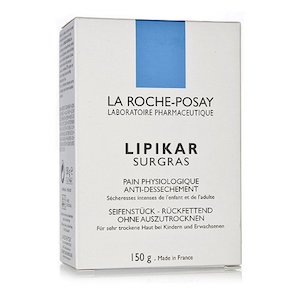 LA ROCHE-POSAY
LABORATOIRE PHARMACEUTIQUE
LIPIKAR
SURGRAS
PAIN PHYSIOLOGIQUE
ANTI-DESSECHEMENT
Sécheresses intenses de l'enfant et de l'adulte
SEIFENSTÜCK - RÜCKFETTEND
OHNE AUSZUTROCKNEN
Für sehr trockene Haut bei Kindern und Erwachsenen
150 g . Made in France